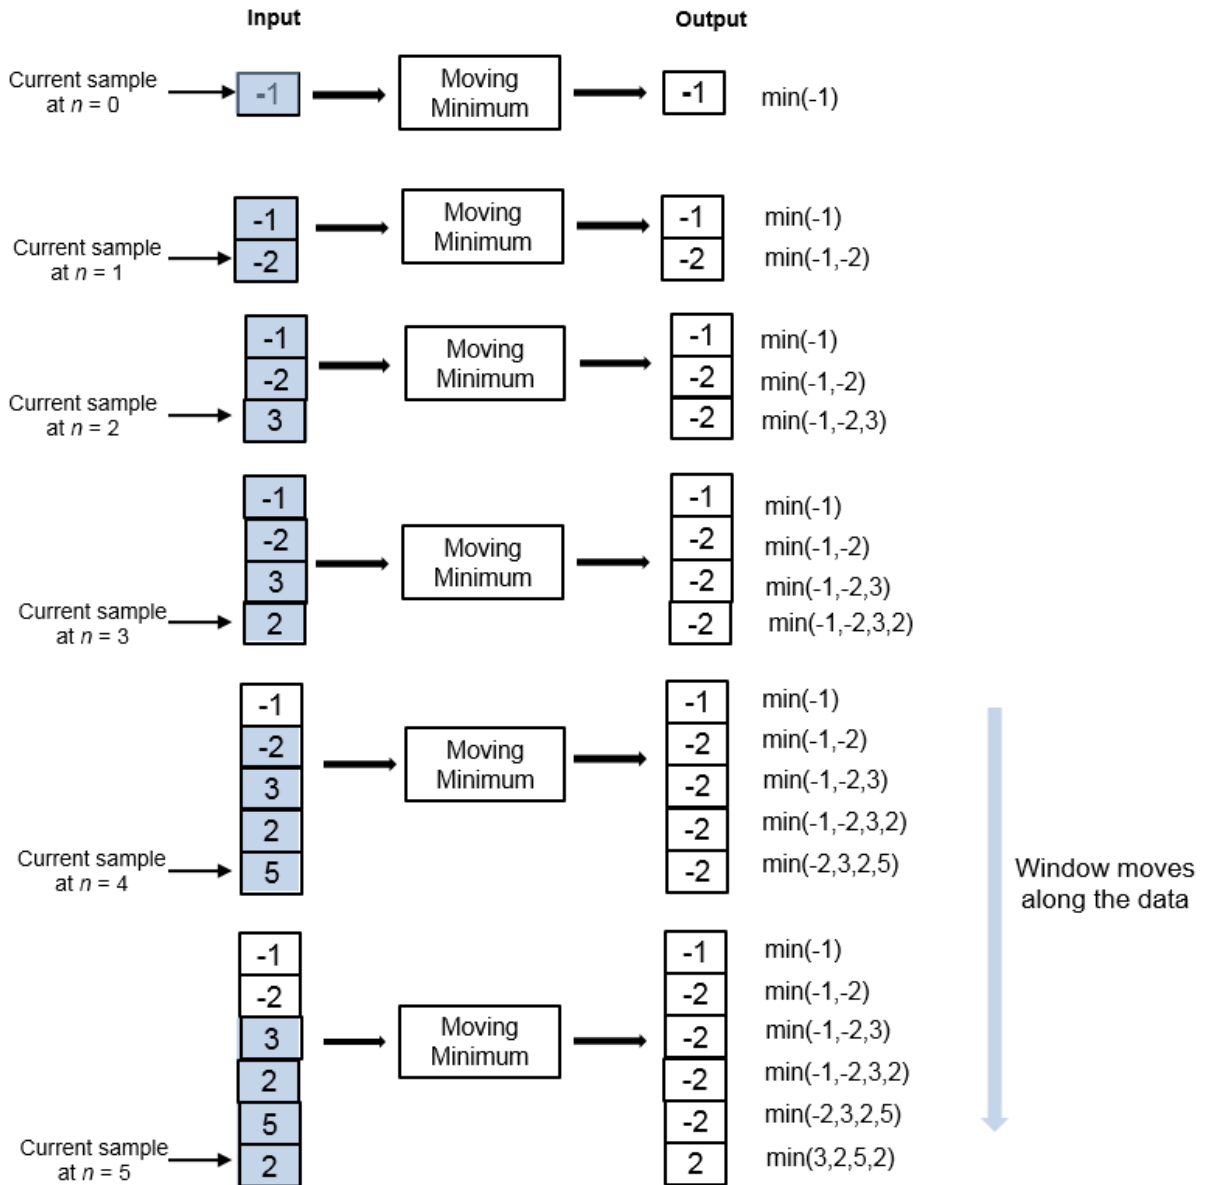 Input
Output
Current sample
at n = 0
-1
Moving
Minimum
-1
min(-1)
Current sample
at n = 1
-1
-2
Moving
Minimum
-1
-2
min(-1)
min(-1,-2)
Current sample
at n = 2
-1
-2
3
Moving
Minimum
-1
-2
-2
min(-1)
min(-1,-2)
min(-1,-2,3)
Current sample
at n = 3
-1
-2
3
2
Moving
Minimum
-1
-2
-2
-2
min(-1)
min(-1,-2)
min(-1,-2,3)
min(-1,-2,3,2)
Current sample
at n = 4
-1
-2
3
2
5
Moving
Minimum
-1
-2
-2
-2
-2
min(-1)
min(-1,-2)
min(-1,-2,3)
min(-1,-2,3,2)
min(-2,3,2,5)
Window moves
along the data
Current sample
at n = 5
-1
-2
3
2
5
2
Moving
Minimum
-1
-2
-2
-2
-2
2
min(-1)
min(-1,-2)
min(-1,-2,3)
min(-1,-2,3,2)
min(-2,3,2,5)
min(3,2,5,2)